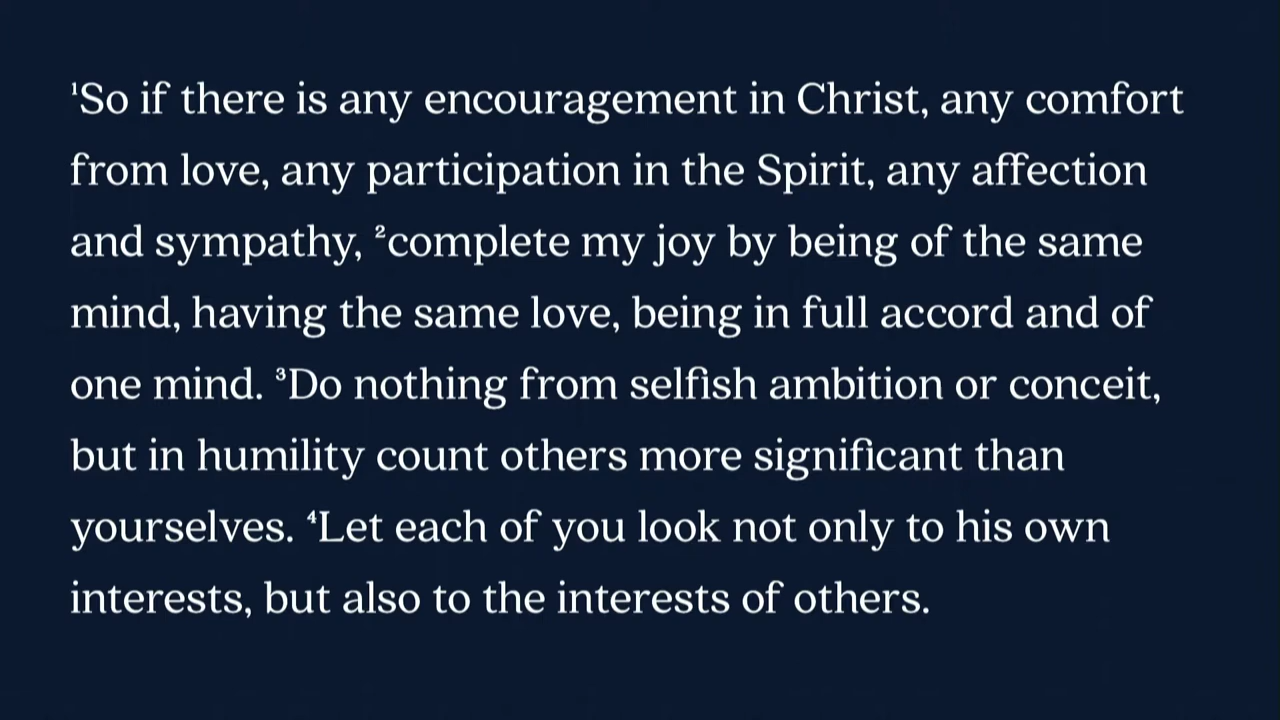 ¹So if there is any encouragement in Christ, any comfort
from love, any participation in the Spirit, any affection
and sympathy, ²complete my joy by being of the same
mind, having the same love, being in full accord and of
one mind. ³Do nothing from selfish ambition or conceit,
but in humility count others more significant than
yourselves. ⁴Let each of you look not only to his own
interests, but also to the interests of others.